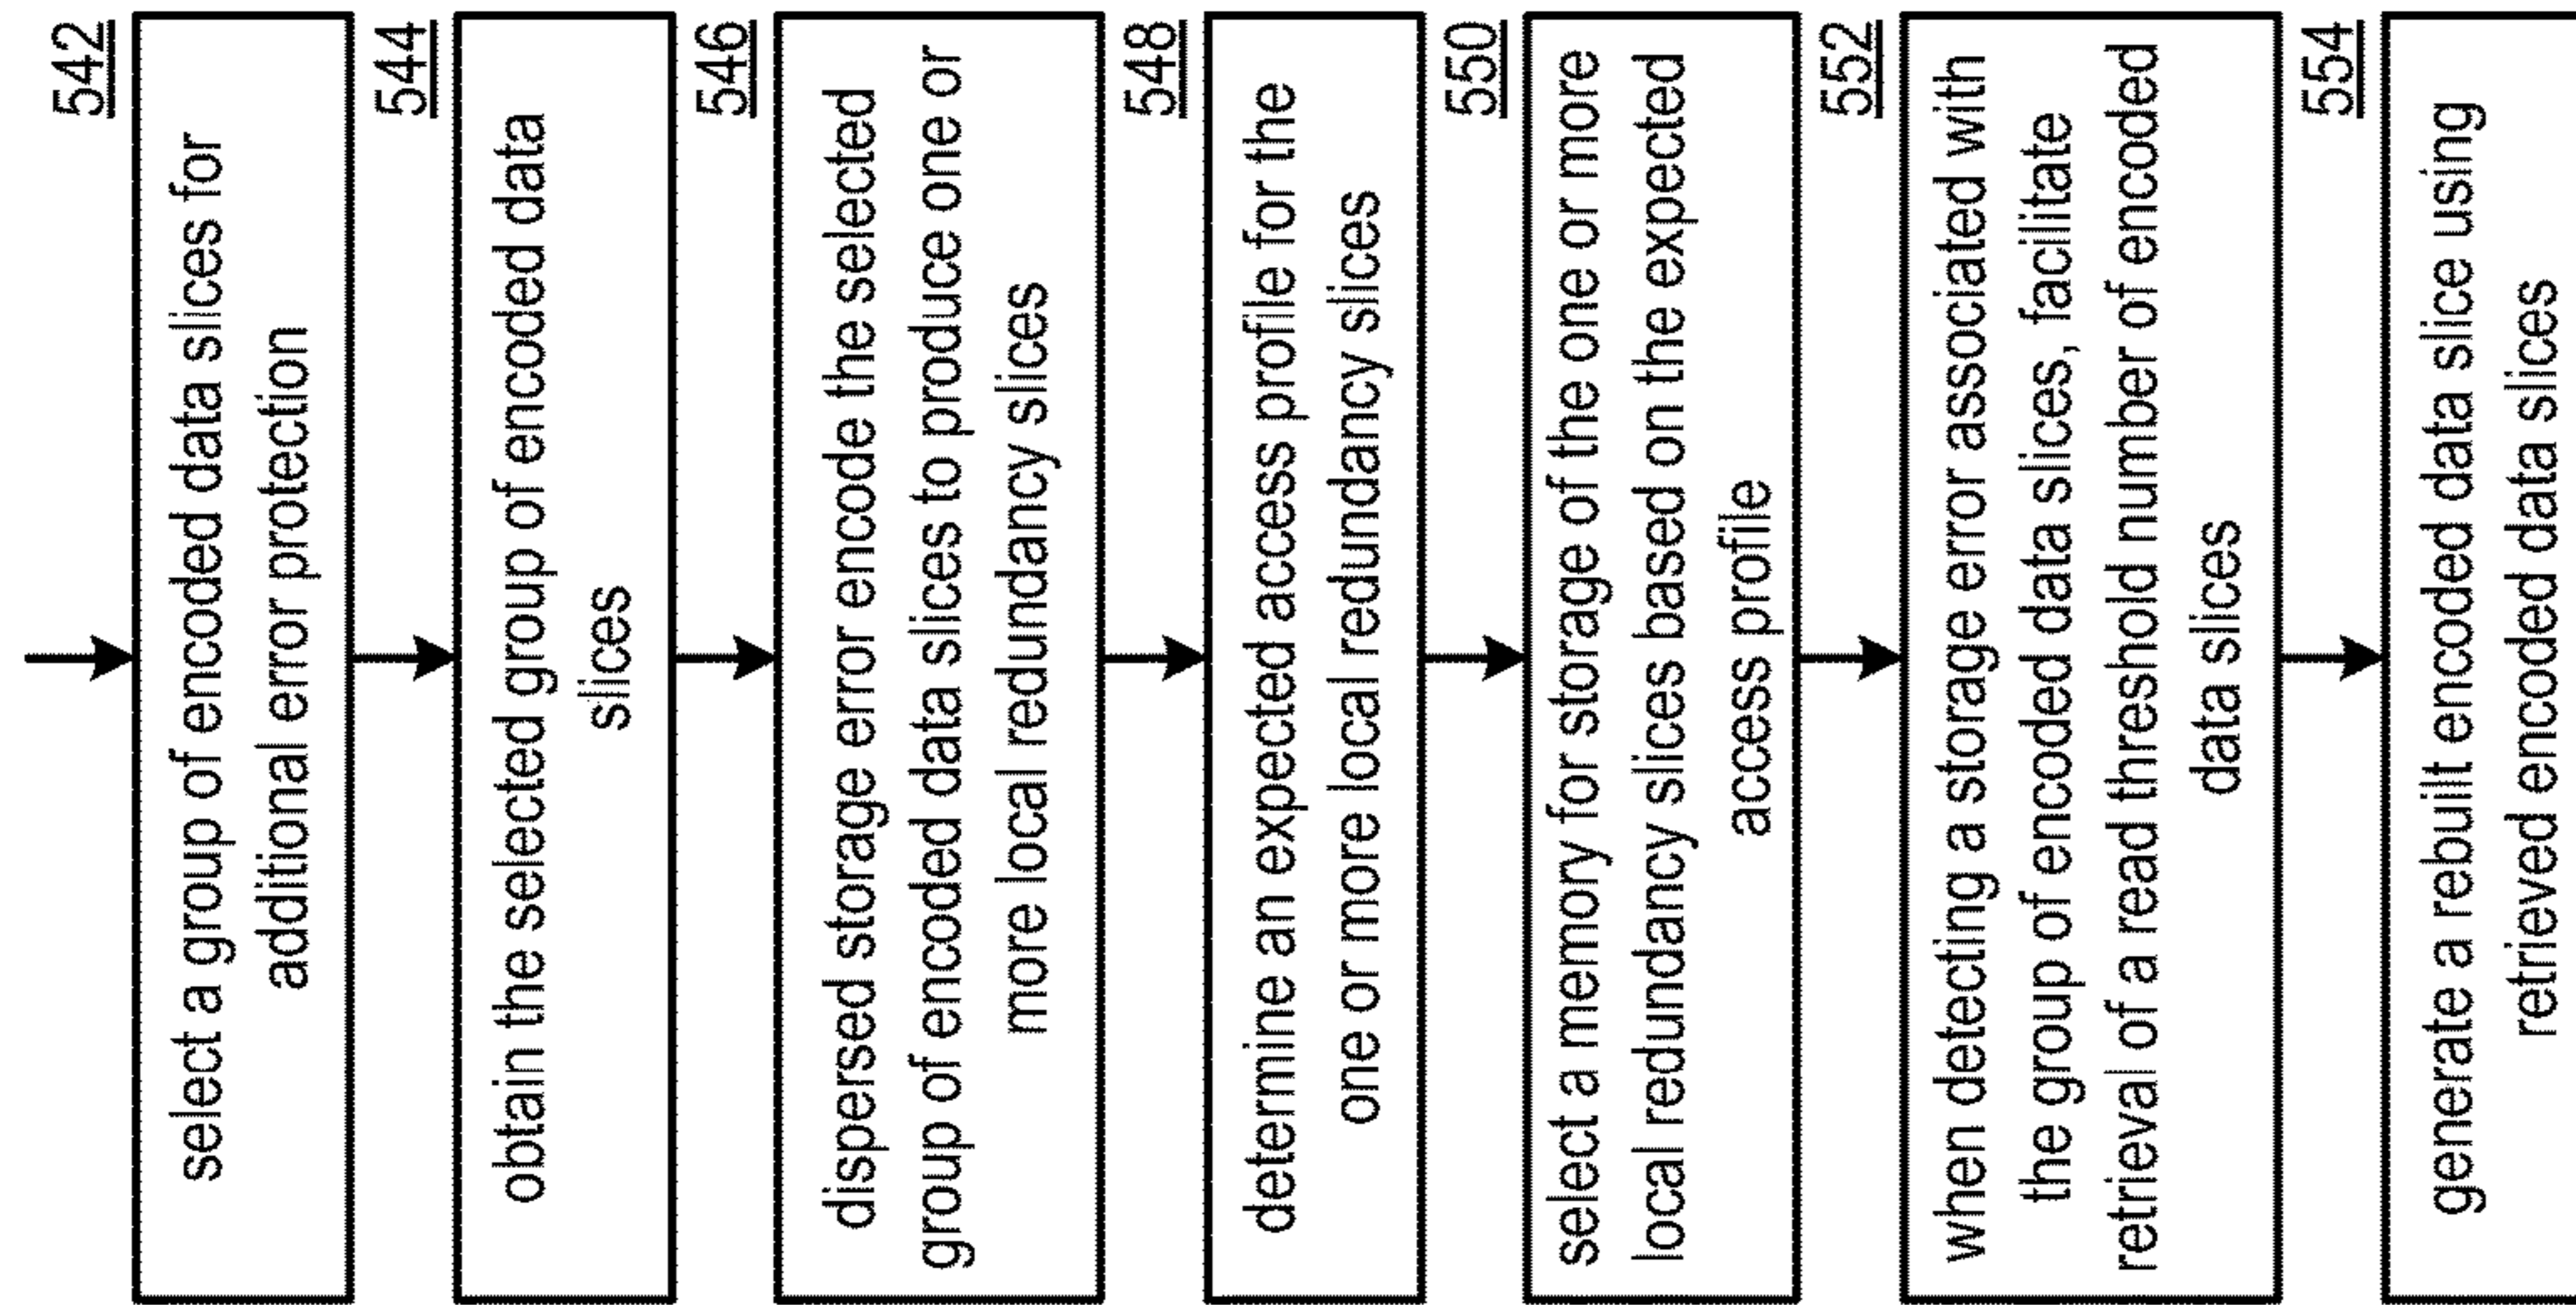 542
select a group of encoded data slices for
additional error protection
544
obtain the selected group of encoded data
slices
546
dispersed storage error encode the selected
group of encoded data slices to produce one or
more local redundancy slices
548
determine an expected access profile for the
one or more local redundancy slices
550
select a memory for storage of the one or more
local redundancy slices based on the expected
access profile
552
when detecting a storage error associated with
the group of encoded data slices, facilitate
retrieval of a read threshold number of encoded
data slices
554
generate a rebuilt encoded data slice using
retrieved encoded data slices